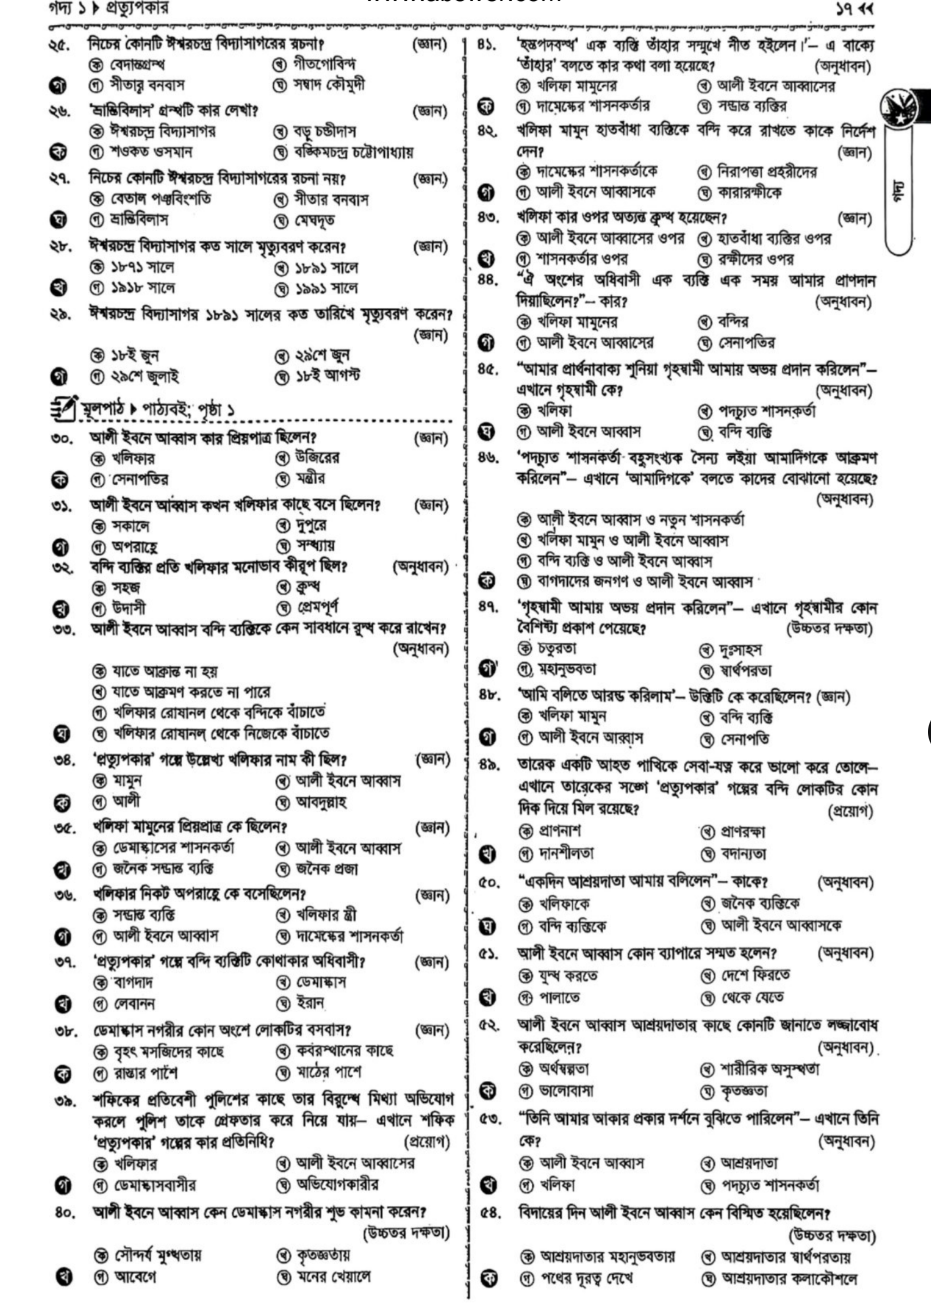 গদ্য ১ ▶ প্রত্যুপকার
১৭ ◀◀
২৫. নিচের কোনটি ঈশ্বরচন্দ্র বিদ্যাসাগরের রচনা? (জ্ঞান)
ক বেদান্তগ্রন্থ খ গীতগোবিন্দ
গ গ সীতার বনবাস ঘ সম্বাদ কৌমুদী
২৬. 'ভ্রান্তিবিলাস' গ্রন্থটি কার লেখা? (জ্ঞান)
ক ঈশ্বরচন্দ্র বিদ্যাসাগর খ বড়ু চণ্ডীদাস
ক গ শওকত ওসমান ঘ বঙ্কিমচন্দ্র চট্টোপাধ্যায়
২৭. নিচের কোনটি ঈশ্বরচন্দ্র বিদ্যাসাগরের রচনা নয়? (জ্ঞান)
ক বেতাল পঞ্চবিংশতি খ সীতার বনবাস
ঘ গ ভ্রান্তিবিলাস ঘ মেঘদূত
২৮. ঈশ্বরচন্দ্র বিদ্যাসাগর কত সালে মৃত্যুবরণ করেন? (জ্ঞান)
ক ১৮৭১ সালে খ ১৮৯১ সালে
খ গ ১৯১৮ সালে ঘ ১৯৯১ সালে
২৯. ঈশ্বরচন্দ্র বিদ্যাসাগর ১৮৯১ সালের কত তারিখে মৃত্যুবরণ করেন?
(জ্ঞান)
ক ১৮ই জুন খ ২৯শে জুন
গ গ ২৯শে জুলাই ঘ ১৮ই আগস্ট
মূলপাঠ ▶ পাঠ্যবই; পৃষ্ঠা ১
৩০. আলী ইবনে আব্বাস কার প্রিয়পাত্র ছিলেন? (জ্ঞান)
ক খলিফার খ উজিরের
ক গ সেনাপতির ঘ মন্ত্রীর
৩১. আলী ইবনে আব্বাস কখন খলিফার কাছে বসে ছিলেন? (জ্ঞান)
ক সকালে খ দুপুরে
গ গ অপরাহ্ণে ঘ সন্ধ্যায়
৩২. বন্দি ব্যক্তির প্রতি খলিফার মনোভাব কীরূপ ছিল? (অনুধাবন)
ক সহজ খ ক্রুদ্ধ
খ গ উদাসী ঘ প্রেমপূর্ণ
৩৩. আলী ইবনে আব্বাস বন্দি ব্যক্তিকে কেন সাবধানে রুদ্ধ করে রাখেন?
(অনুধাবন)
ক যাতে আক্রান্ত না হয়
খ যাতে আক্রমণ করতে না পারে
গ খলিফার রোষানল থেকে বন্দিকে বাঁচাতে
ঘ ঘ খলিফার রোষানল থেকে নিজেকে বাঁচাতে
৩৪. 'প্রত্যুপকার' গল্পে উল্লেখ্য খলিফার নাম কী ছিল? (জ্ঞান)
ক মামুন খ আলী ইবনে আব্বাস
ক গ আলী ঘ আবদুল্লাহ
৩৫. খলিফা মামুনের প্রিয়প্রাত্র কে ছিলেন? (জ্ঞান)
ক ডেমাস্কাসের শাসনকর্তা খ আলী ইবনে আব্বাস
খ গ জনৈক সম্ভ্রান্ত ব্যক্তি ঘ জনৈক প্রজা
৩৬. খলিফার নিকট অপরাহ্ণে কে বসেছিলেন? (জ্ঞান)
ক সম্ভ্রান্ত ব্যক্তি খ খলিফার স্ত্রী
গ গ আলী ইবনে আব্বাস ঘ দামেস্কের শাসনকর্তা
৩৭. 'প্রত্যুপকার' গল্পে বন্দি ব্যক্তিটি কোথাকার অধিবাসী? (জ্ঞান)
ক বাগদাদ খ ডেমাস্কাস
খ গ লেবানন ঘ ইরান
৩৮. ডেমাস্কাস নগরীর কোন অংশে লোকটির বসবাস? (জ্ঞান)
ক বৃহৎ মসজিদের কাছে খ কবরস্থানের কাছে
ক গ রাস্তার পাশে ঘ মাঠের পাশে
৩৯. শফিকের প্রতিবেশী পুলিশের কাছে তার বিরুদ্ধে মিথ্যা অভিযোগ
করলে পুলিশ তাকে গ্রেফতার করে নিয়ে যায়– এখানে শফিক
'প্রত্যুপকার' গল্পের কার প্রতিনিধি? (প্রয়োগ)
ক খলিফার খ আলী ইবনে আব্বাসের
গ গ ডেমাস্কাসবাসীর ঘ অভিযোগকারীর
৪০. আলী ইবনে আব্বাস কেন ডেমাস্কাস নগরীর শুভ কামনা করেন?
(উচ্চতর দক্ষতা)
ক সৌন্দর্য মুগ্ধতায় খ কৃতজ্ঞতায়
খ গ আবেগে ঘ মনের খেয়ালে
৪১. 'হস্তপদবদ্ধ' এক ব্যক্তি তাঁহার সম্মুখে নীত হইলেন।'– এ বাক্যে
'তাঁহার' বলতে কার কথা বলা হয়েছে? (অনুধাবন)
ক খলিফা মামুনের খ আলী ইবনে আব্বাসের
ক গ দামেস্কের শাসনকর্তার ঘ সম্ভ্রান্ত ব্যক্তির
৪২. খলিফা মামুন হাতবাঁধা ব্যক্তিকে বন্দি করে রাখতে কাকে নির্দেশ
দেন? (জ্ঞান)
ক দামেস্কের শাসনকর্তাকে খ নিরাপত্তা প্রহরীদের
গ গ আলী ইবনে আব্বাসকে ঘ কারারক্ষীকে
৪৩. খলিফা কার ওপর অত্যন্ত ক্রুদ্ধ হয়েছেন? (জ্ঞান)
ক আলী ইবনে আব্বাসের ওপর খ হাতবাঁধা ব্যক্তির ওপর
খ গ শাসনকর্তার ওপর ঘ রক্ষীদের ওপর
৪৪. "ঐ অংশের অধিবাসী এক ব্যক্তি এক সময় আমার প্রাণদান
দিয়াছিলেন?"– কার? (অনুধাবন)
ক খলিফা মামুনের খ বন্দির
গ গ আলী ইবনে আব্বাসের ঘ সেনাপতির
৪৫. "আমার প্রার্থনাবাক্য শুনিয়া গৃহস্বামী আমায় অভয় প্রদান করিলেন"–
এখানে গৃহস্বামী কে? (অনুধাবন)
ক খলিফা খ পদচ্যুত শাসনকর্তা
ঘ গ আলী ইবনে আব্বাস ঘ বন্দি ব্যক্তি
৪৬. 'পদচ্যুত শাসনকর্তা বহুসংখ্যক সৈন্য লইয়া আমাদিগকে আক্রমণ
করিলেন"– এখানে 'আমাদিগকে' বলতে কাদের বোঝানো হয়েছে?
(অনুধাবন)
ক আলী ইবনে আব্বাস ও নতুন শাসনকর্তা
খ খলিফা মামুন ও আলী ইবনে আব্বাস
গ বন্দি ব্যক্তি ও আলী ইবনে আব্বাস
ক ঘ বাগদাদের জনগণ ও আলী ইবনে আব্বাস
৪৭. 'গৃহস্বামী আমায় অভয় প্রদান করিলেন"– এখানে গৃহস্বামীর কোন
বৈশিষ্ট্য প্রকাশ পেয়েছে? (উচ্চতর দক্ষতা)
ক চতুরতা খ দুঃসাহস
গ গ মহানুভবতা ঘ স্বার্থপরতা
৪৮. 'আমি বলিতে আরম্ভ করিলাম'– উক্তিটি কে করেছিলেন? (জ্ঞান)
ক খলিফা মামুন খ বন্দি ব্যক্তি
গ গ আলী ইবনে আব্বাস ঘ সেনাপতি
৪৯. তারেক একটি আহত পাখিকে সেবা-যত্ন করে ভালো করে তোলে–
এখানে তারেকের সঙ্গে 'প্রত্যুপকার' গল্পের বন্দি লোকটির কোন
দিক দিয়ে মিল রয়েছে? (প্রয়োগ)
ক প্রাণনাশ খ প্রাণরক্ষা
খ গ দানশীলতা ঘ বদান্যতা
৫০. "একদিন আশ্রয়দাতা আমায় বলিলেন"– কাকে? (অনুধাবন)
ক খলিফাকে খ জনৈক ব্যক্তিকে
ঘ গ বন্দি ব্যক্তিকে ঘ আলী ইবনে আব্বাসকে
৫১. আলী ইবনে আব্বাস কোন ব্যাপারে সম্মত হলেন? (অনুধাবন)
ক যুদ্ধ করতে খ দেশে ফিরতে
খ গ পালাতে ঘ থেকে যেতে
৫২. আলী ইবনে আব্বাস আশ্রয়দাতার কাছে কোনটি জানাতে লজ্জাবোধ
করেছিলেন? (অনুধাবন)
ক অর্থস্বল্পতা খ শারীরিক অসুস্থতা
ক গ ভালোবাসা ঘ কৃতজ্ঞতা
৫৩. "তিনি আমার আকার প্রকার দর্শনে বুঝিতে পারিলেন"– এখানে তিনি
কে? (অনুধাবন)
ক আলী ইবনে আব্বাস খ আশ্রয়দাতা
খ গ খলিফা ঘ পদচ্যুত শাসনকর্তা
৫৪. বিদায়ের দিন আলী ইবনে আব্বাস কেন বিস্মিত হয়েছিলেন?
(উচ্চতর দক্ষতা)
ক আশ্রয়দাতার মহানুভবতায় খ আশ্রয়দাতার স্বার্থপরতায়
ক গ পথের দূরত্ব দেখে ঘ আশ্রয়দাতার কলাকৌশলে
গদ্য